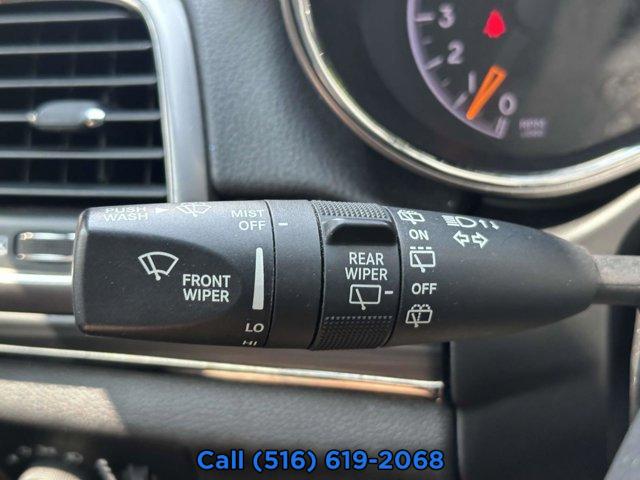 3
2
1
0
PUSH
WASH
MIST
OFF
FRONT
WIPER
LO
HI
REAR
WIPER
ON
OFF
Call (516) 619-2068